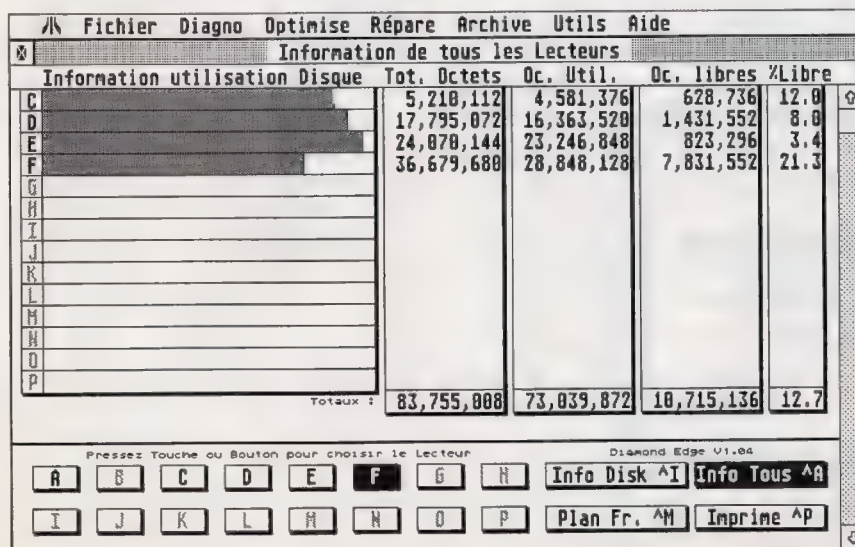 Fichier Diagno Optimise Répare Archive Utils Aide
Information de tous les Lecteurs
Information utilisation Disque Tot. Octets Oc. Util. Oc. libres %Libre
C 5,210,112 4,581,376 628,736 12.0
D 17,795,072 16,363,520 1,431,552 8.0
E 24,070,144 23,246,848 823,296 3.4
F 36,679,680 28,848,128 7,831,552 21.3
G
H
I
J
K
L
M
N
O
P
Totaux : 83,755,008 73,039,872 10,715,136 12.7
Pressez Touche ou Bouton pour choisir le Lecteur Diamond Edge V1.04
A B C D E F G H Info Disk ^I Info Tous ^A
I J K L M N O P Plan Fr. ^M Imprime ^P